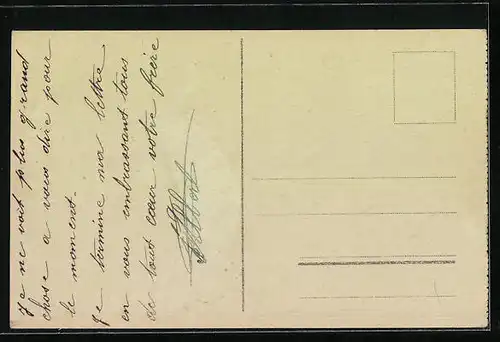 Je ne voit plus grand
chose a vous dire pour
le moment.
Je termine ma lettre
en vous embrassant tous
de tout cœur votre frère